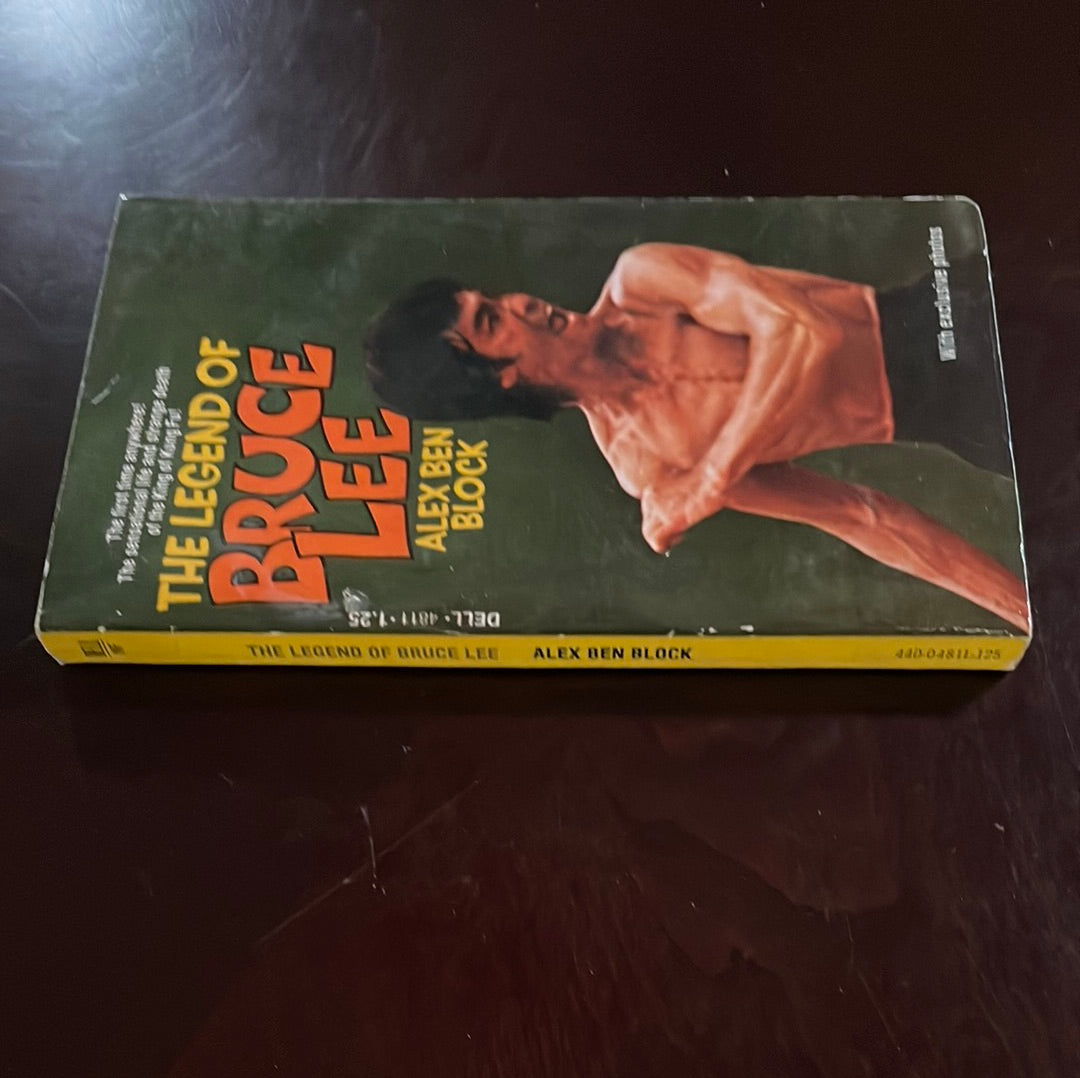 The first time anywhere!
The sensational life and strange death
of the King of Kung Fu!
THE LEGEND OF
BRUCE
LEE
ALEX BEN
BLOCK
DELL • 4811 • 1.25
With exclusive photos
THE LEGEND OF BRUCE LEE ALEX BEN BLOCK 440-04811-125